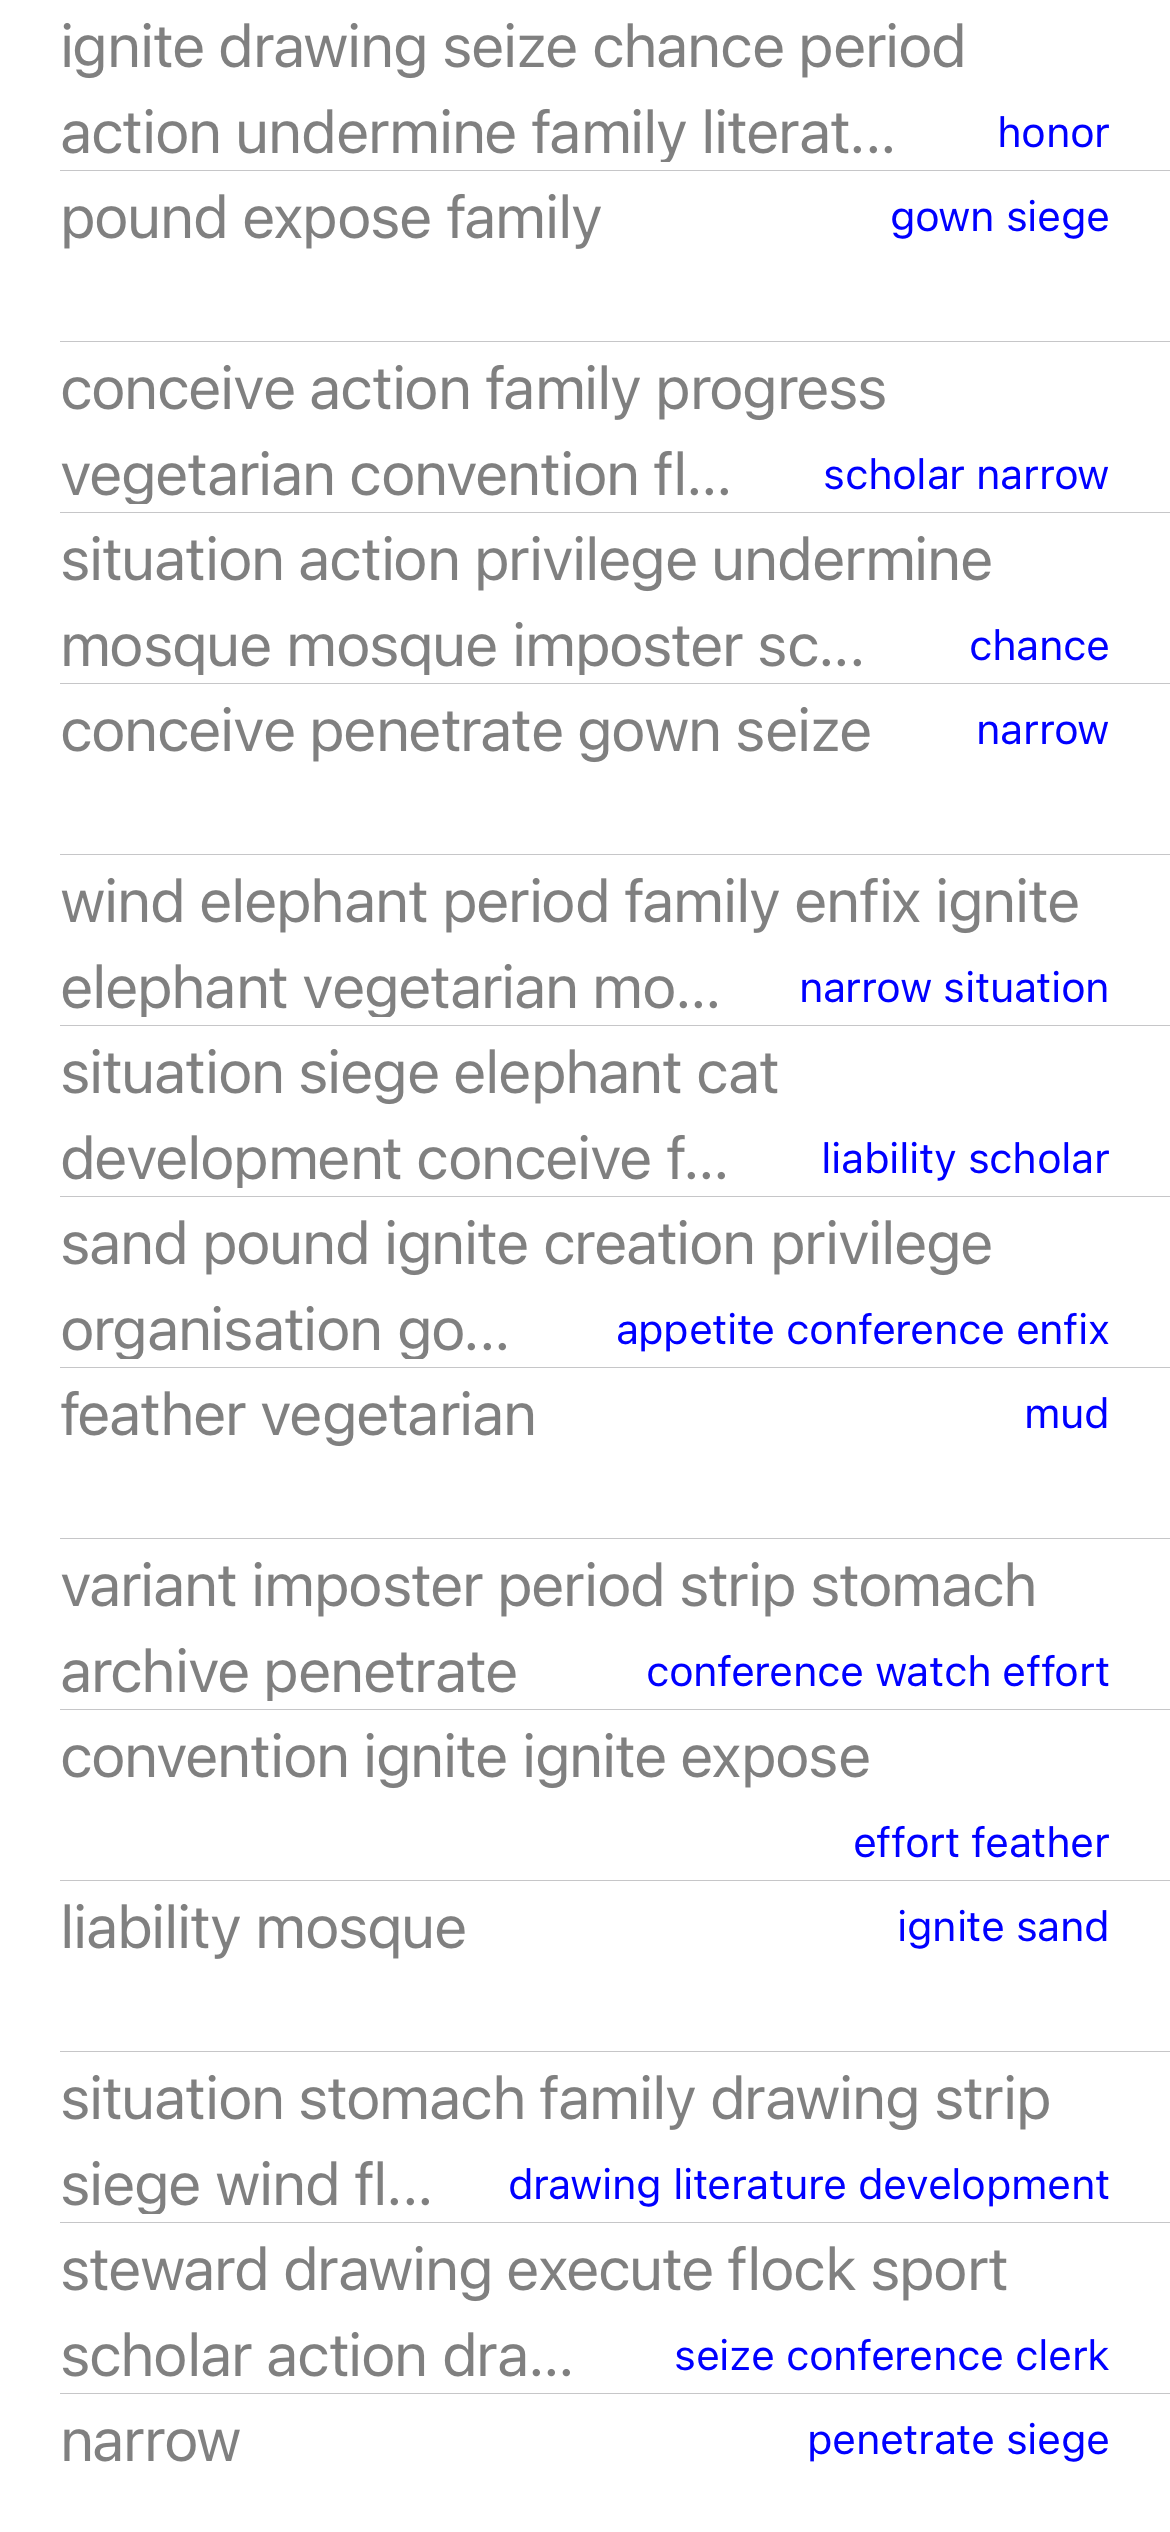 ignite drawing seize chance period
action undermine family literat... honor
pound expose family gown siege
conceive action family progress
vegetarian convention fl... scholar narrow
situation action privilege undermine
mosque mosque imposter sc... chance
conceive penetrate gown seize narrow
wind elephant period family enfix ignite
elephant vegetarian mo... narrow situation
situation siege elephant cat
development conceive f... liability scholar
sand pound ignite creation privilege
organisation go... appetite conference enfix
feather vegetarian mud
variant imposter period strip stomach
archive penetrate conference watch effort
convention ignite ignite expose
effort feather
liability mosque ignite sand
situation stomach family drawing strip
siege wind fl... drawing literature development
steward drawing execute flock sport
scholar action dra... seize conference clerk
narrow penetrate siege